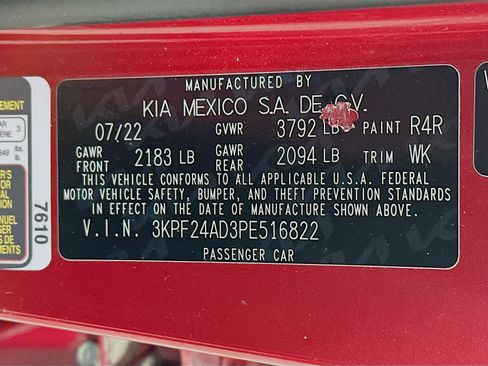 MANUFACTURED BY
KIA MEXICO S.A. DE C.V.
07/22 GVWR 3792 LB PAINT R4R
GAWR FRONT 2183 LB GAWR REAR 2094 LB TRIM WK
THIS VEHICLE CONFORMS TO ALL APPLICABLE U.S.A. FEDERAL
MOTOR VEHICLE SAFETY, BUMPER, AND THEFT PREVENTION STANDARDS
IN EFFECT ON THE DATE OF MANUFACTURE SHOWN ABOVE.
V.I.N. 3KPF24AD3PE516822
PASSENGER CAR
7610
3